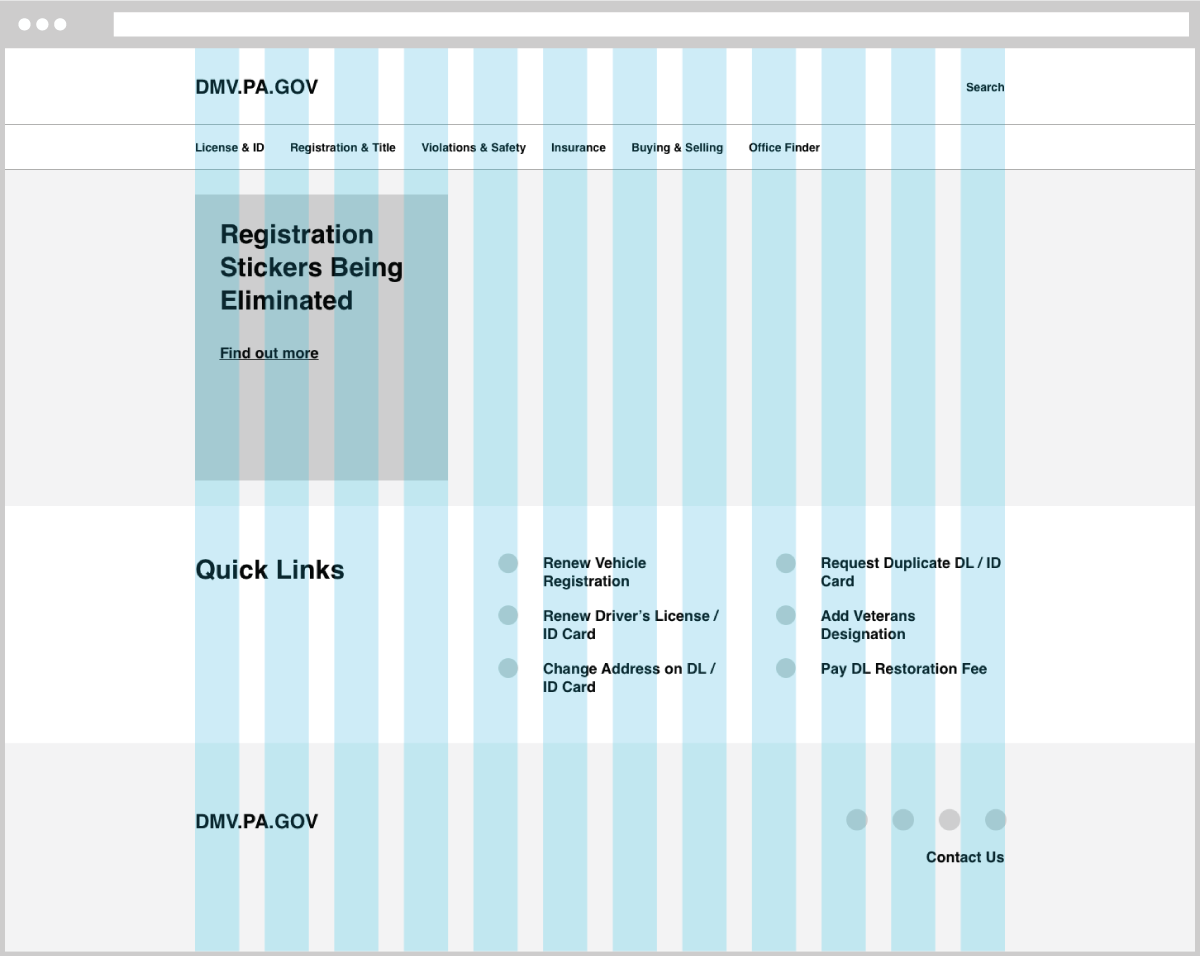 DMV.PA.GOV
Search
License & ID
Registration & Title
Violations & Safety
Insurance
Buying & Selling
Office Finder
Registration
Stickers Being
Eliminated
Find out more
Quick Links
Renew Vehicle
Registration
Renew Driver’s License /
ID Card
Change Address on DL /
ID Card
Request Duplicate DL / ID
Card
Add Veterans
Designation
Pay DL Restoration Fee
DMV.PA.GOV
Contact Us